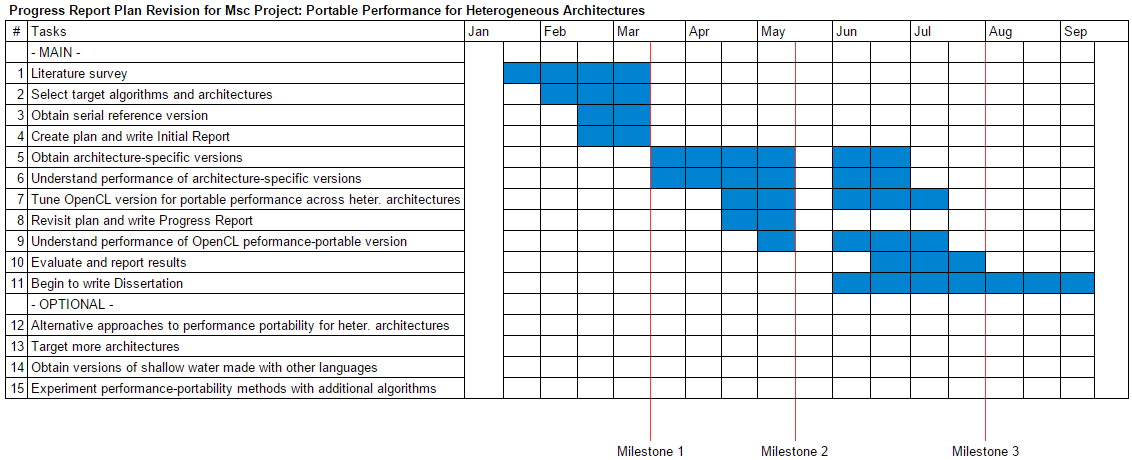 Progress Report Plan Revision for Msc Project: Portable Performance for Heterogeneous Architectures
# Tasks Jan Feb Mar Apr May Jun Jul Aug Sep
- MAIN -
1 Literature survey
2 Select target algorithms and architectures
3 Obtain serial reference version
4 Create plan and write Initial Report
5 Obtain architecture-specific versions
6 Understand performance of architecture-specific versions
7 Tune OpenCL version for portable performance across heter. architectures
8 Revisit plan and write Progress Report
9 Understand performance of OpenCL peformance-portable version
10 Evaluate and report results
11 Begin to write Dissertation
- OPTIONAL -
12 Alternative approaches to performance portability for heter. architectures
13 Target more architectures
14 Obtain versions of shallow water made with other languages
15 Experiment performance-portability methods with additional algorithms
Milestone 1 Milestone 2 Milestone 3